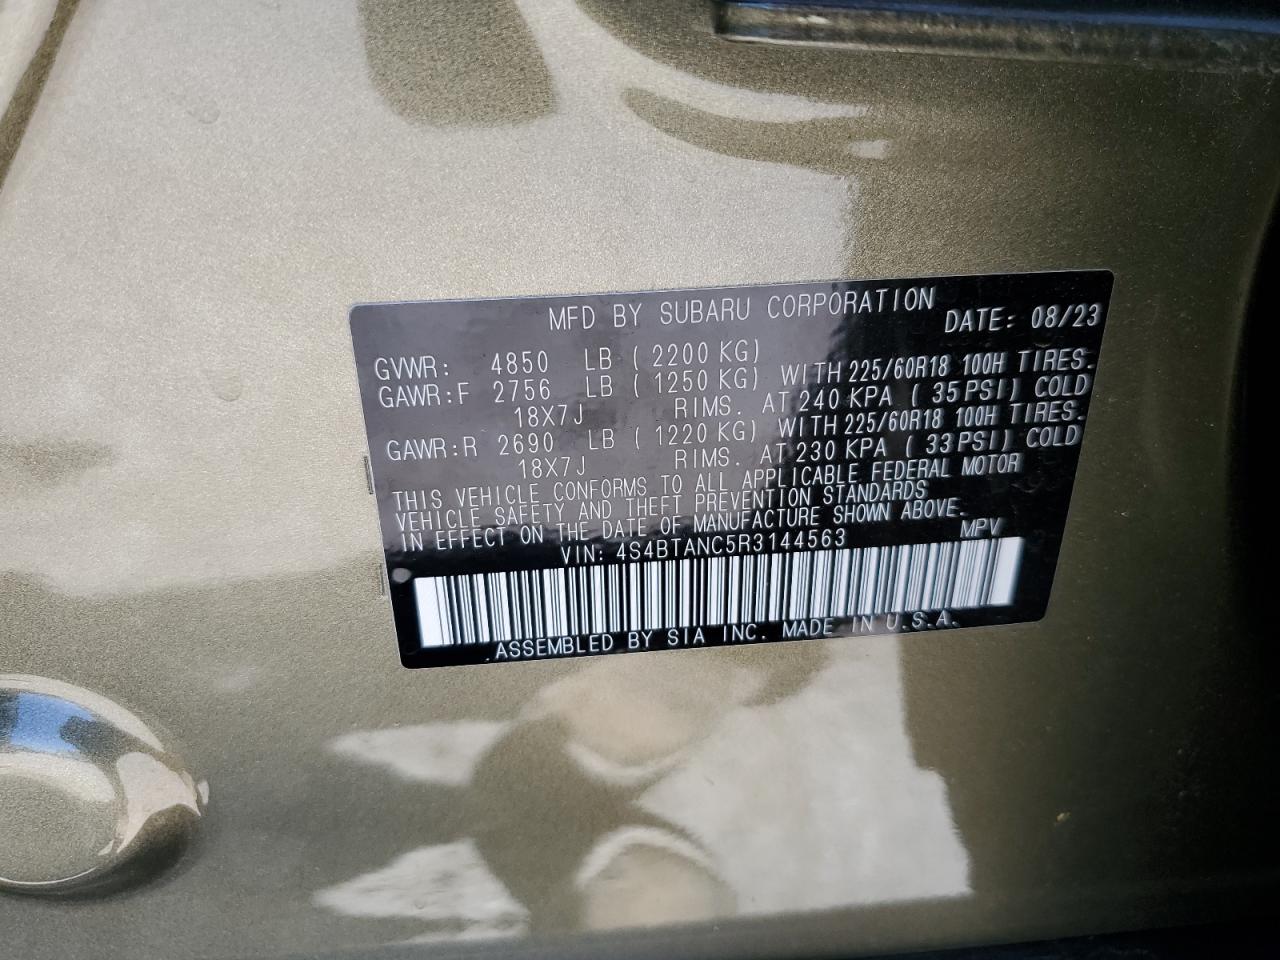 MFD BY SUBARU CORPORATION DATE: 08/23
GVWR: 4850 LB ( 2200 KG)
GAWR:F 2756 LB ( 1250 KG) WITH 225/60R18 100H TIRES.
18X7J RIMS. AT 240 KPA ( 35 PSI) COLD
GAWR:R 2690 LB ( 1220 KG) WITH 225/60R18 100H TIRES.
18X7J RIMS. AT 230 KPA ( 33 PSI) COLD
THIS VEHICLE CONFORMS TO ALL APPLICABLE FEDERAL MOTOR
VEHICLE SAFETY AND THEFT PREVENTION STANDARDS
IN EFFECT ON THE DATE OF MANUFACTURE SHOWN ABOVE.
VIN: 4S4BTANC5R3144563 MPV
ASSEMBLED BY SIA INC. MADE IN U.S.A.